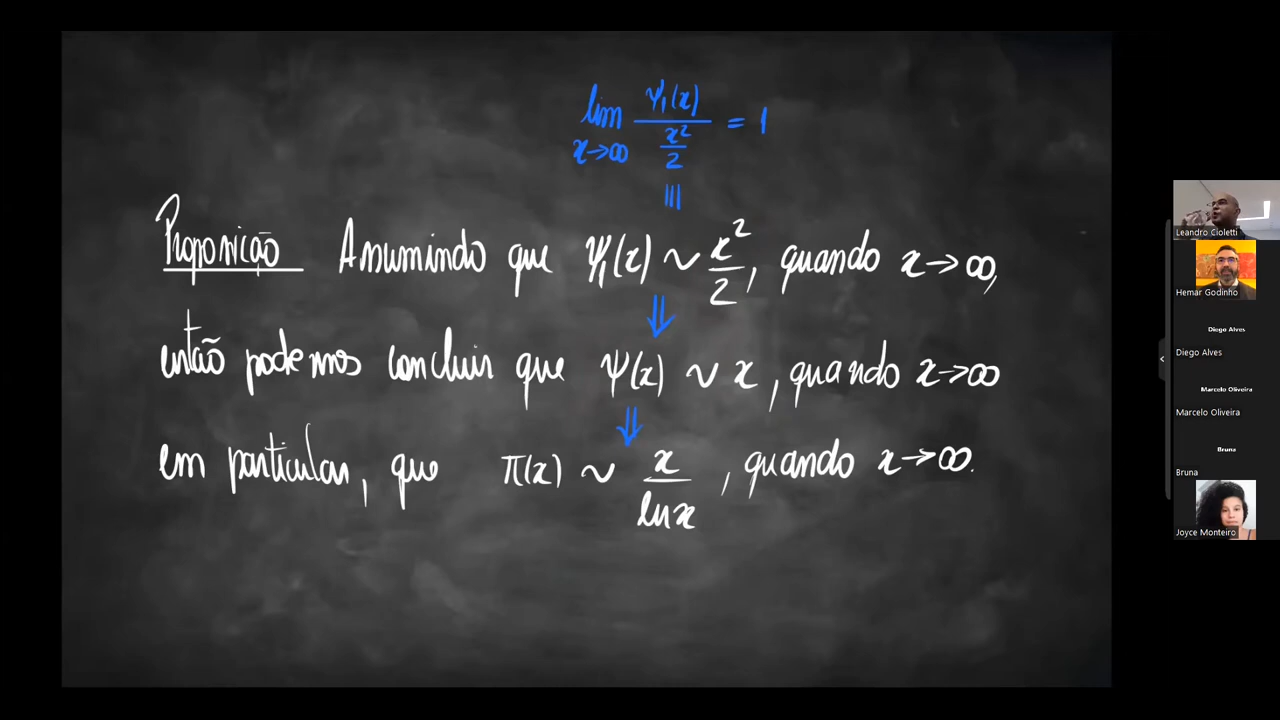 lim x→∞ ψ₁(x) / (x²/2) = 1
|||
Proposição Assumindo que ψ₁(x) ~ x²/2, quando x→∞,
⇓
então podemos concluir que ψ(x) ~ x, quando x→∞
⇓
em particular, que π(x) ~ x/ln x, quando x→∞.
Leandro Cioletti
Hemar Godinho
Diego Alves
Diego Alves
Marcelo Oliveira
Marcelo Oliveira
Bruna
Bruna
Joyce Monteiro